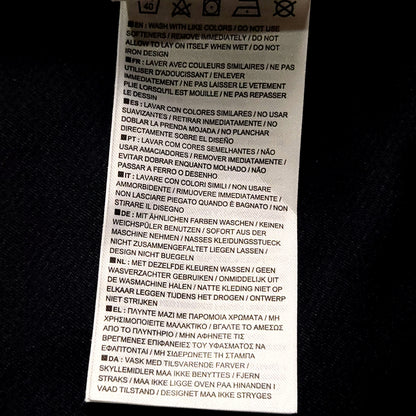 40
■EN: WASH WITH LIKE COLORS / DO NOT USE
SOFTENERS / REMOVE IMMEDIATELY / DO NOT
ALLOW TO LAY ON ITSELF WHEN WET / DO NOT
IRON DESIGN
■FR: LAVER AVEC COULEURS SIMILAIRES / NE PAS
UTILISER D'ADOUCISSANT / ENLEVER
IMMÉDIATEMENT / NE PAS LAISSER LE VETEMENT
PLIE LORSQU'IL EST MOUILLE / NE PAS REPASSER
LE DESSIN
■ES: LAVAR CON COLORES SIMILARES / NO USAR
SUAVIZANTES / RETIRAR INMEDIATAMENTE / NO
DOBLAR LA PRENDA MOJADA / NO PLANCHAR
DIRECTAMENTE SOBRE EL DISEÑO
■PT: LAVAR COM CORES SEMELHANTES / NÃO
USAR AMACIADORES / REMOVER IMEDIATAMENTE /
EVITAR DOBRAR ENQUANTO MOLHADO / NÃO
PASSAR A FERRO O DESENHO
■IT: LAVARE CON COLORI SIMILI / NON USARE
AMMORBIDENTE / RIMUOVERE IMMEDIATAMENTE /
NON LASCIARE PIEGATO QUANDO È BAGNATO / NON
STIRARE IL DISEGNO
■DE: MIT ÄHNLICHEN FARBEN WASCHEN / KEINEN
WEICHSPÜLER BENUTZEN / SOFORT AUS DER
MASCHINE NEHMEN / NASSES KLEIDUNGSSTÜECK
NICHT ZUSAMMENGEFALTET LIEGEN LASSEN /
DESIGN NICHT BUEGELN
■NL: MET DEZELFDE KLEUREN WASSEN / GEEN
WASVERZACHTER GEBRUIKEN / ONMIDDELIJK UIT
DE WASMACHINE HALEN / NATTE KLEDING NIET OP
ELKAAR LEGGEN TIJDENS HET DROGEN / ONTWERP
NIET STRIJKEN
■EL: ΠΛΥΝΤΕ ΜΑΖΙ ΜΕ ΠΑΡΟΜΟΙΑ ΧΡΩΜΑΤΑ / ΜΗ
ΧΡΗΣΙΜΟΠΟΙΕΙΤΕ ΜΑΛΑΚΤΙΚΟ / ΒΓΑΛΤΕ ΤΟ ΑΜΕΣΩΣ
ΑΠΟ ΤΟ ΠΛΥΝΤΗΡΙΟ / ΜΗΝ ΑΦΗΝΕΤΕ ΤΙΣ
ΒΡΕΓΜΕΝΕΣ ΕΠΙΦΑΝΕΙΕΣ ΤΟΥ ΥΦΑΣΜΑΤΟΣ ΝΑ
ΕΦΑΠΤΟΝΤΑΙ / ΜΗ ΣΙΔΕΡΩΝΕΤΕ ΤΗ ΣΤΑΜΠΑ
■DA: VASK MED TILSVARENDE FARVER /
SKYLLEMIDLER MAA IKKE BENYTTES / FJERN
STRAKS / MAA IKKE LIGGE OVEN PAA HINANDEN I
VAAD TILSTAND / DESIGNET MAA IKKE STRYGES